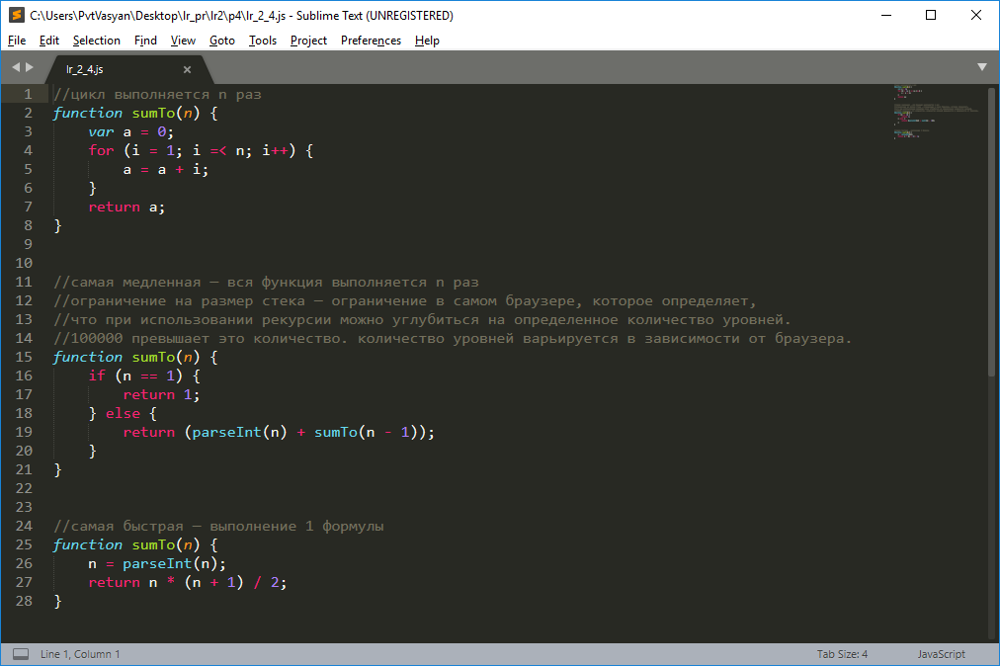 C:\Users\PvtVasyan\Desktop\lr_pr\lr2\p4\lr_2_4.js - Sublime Text (UNREGISTERED)
File Edit Selection Find View Goto Tools Project Preferences Help
lr_2_4.js ×
1 //цикл выполняется n раз
2 function sumTo(n) {
3     var a = 0;
4     for (i = 1; i =< n; i++) {
5         a = a + i;
6     }
7     return a;
8 }
9
10
11 //самая медленная — вся функция выполняется n раз
12 //ограничение на размер стека — ограничение в самом браузере, которое определяет,
13 //что при использовании рекурсии можно углубиться на определенное количество уровней.
14 //100000 превышает это количество. количество уровней варьируется в зависимости от браузера.
15 function sumTo(n) {
16     if (n == 1) {
17         return 1;
18     } else {
19         return (parseInt(n) + sumTo(n - 1));
20     }
21 }
22
23
24 //самая быстрая — выполнение 1 формулы
25 function sumTo(n) {
26     n = parseInt(n);
27     return n * (n + 1) / 2;
28 }
Line 1, Column 1 Tab Size: 4 JavaScript